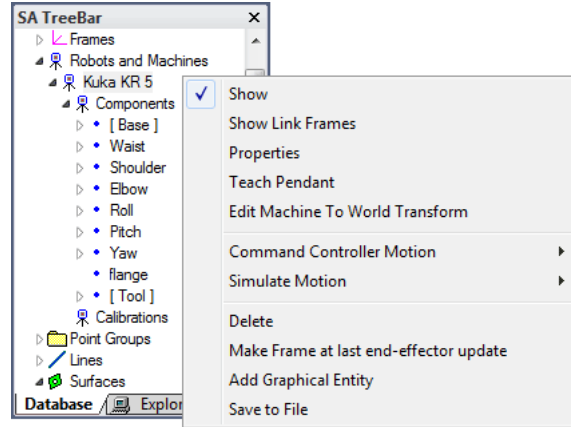 SA TreeBar
Frames
Robots and Machines
Kuka KR 5
Components
[ Base ]
Waist
Shoulder
Elbow
Roll
Pitch
Yaw
flange
[ Tool ]
Calibrations
Point Groups
Lines
Surfaces
Database
Explor
Show
Show Link Frames
Properties
Teach Pendant
Edit Machine To World Transform
Command Controller Motion
Simulate Motion
Delete
Make Frame at last end-effector update
Add Graphical Entity
Save to File